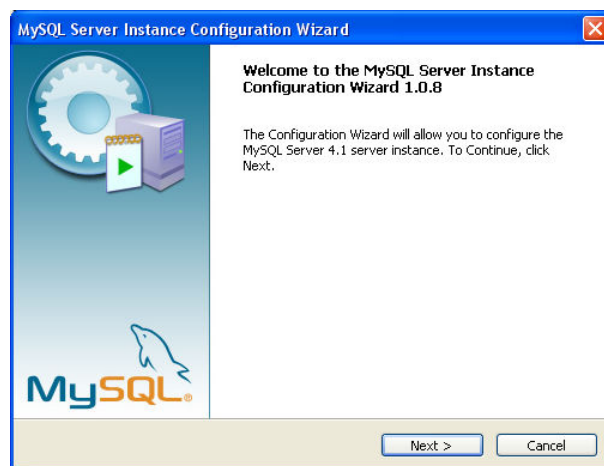 MySQL Server Instance Configuration Wizard
Welcome to the MySQL Server Instance
Configuration Wizard 1.0.8
The Configuration Wizard will allow you to configure the
MySQL Server 4.1 server instance. To Continue, click
Next.
MySQL®
Next >
Cancel